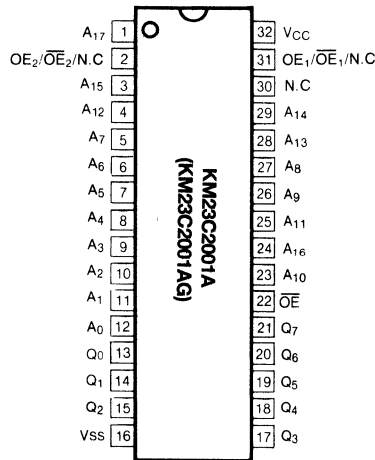 A17 1 32 VCC
OE2/O̅E̅2/N.C 2 31 OE1/O̅E̅1/N.C
A15 3 30 N.C
A12 4 29 A14
A7 5 28 A13
A6 6 27 A8
A5 7 26 A9
A4 8 25 A11
A3 9 24 A16
A2 10 23 A10
A1 11 22 O̅E̅
A0 12 21 Q7
Q0 13 20 Q6
Q1 14 19 Q5
Q2 15 18 Q4
VSS 16 17 Q3
KM23C2001A
(KM23C2001AG)